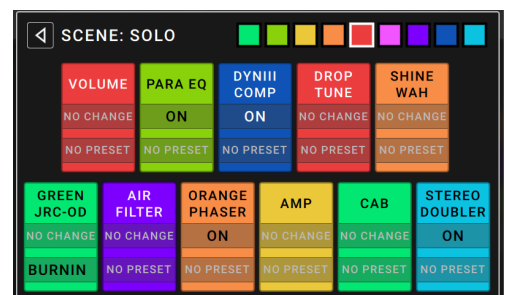 SCENE: SOLO
VOLUME PARA EQ DYNIII COMP DROP TUNE SHINE WAH
NO CHANGE ON ON NO CHANGE NO CHANGE
NO PRESET NO PRESET NO PRESET NO PRESET NO PRESET
GREEN JRC-OD AIR FILTER ORANGE PHASER AMP CAB STEREO DOUBLER
NO CHANGE NO CHANGE ON NO CHANGE NO CHANGE ON
BURNIN NO PRESET NO PRESET NO PRESET NO PRESET NO PRESET